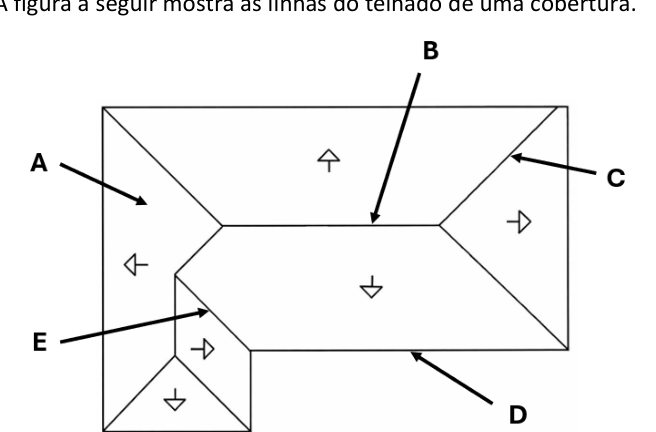 A figura a seguir mostra as linhas do telhado de uma cobertura.
B
A
C
E
D